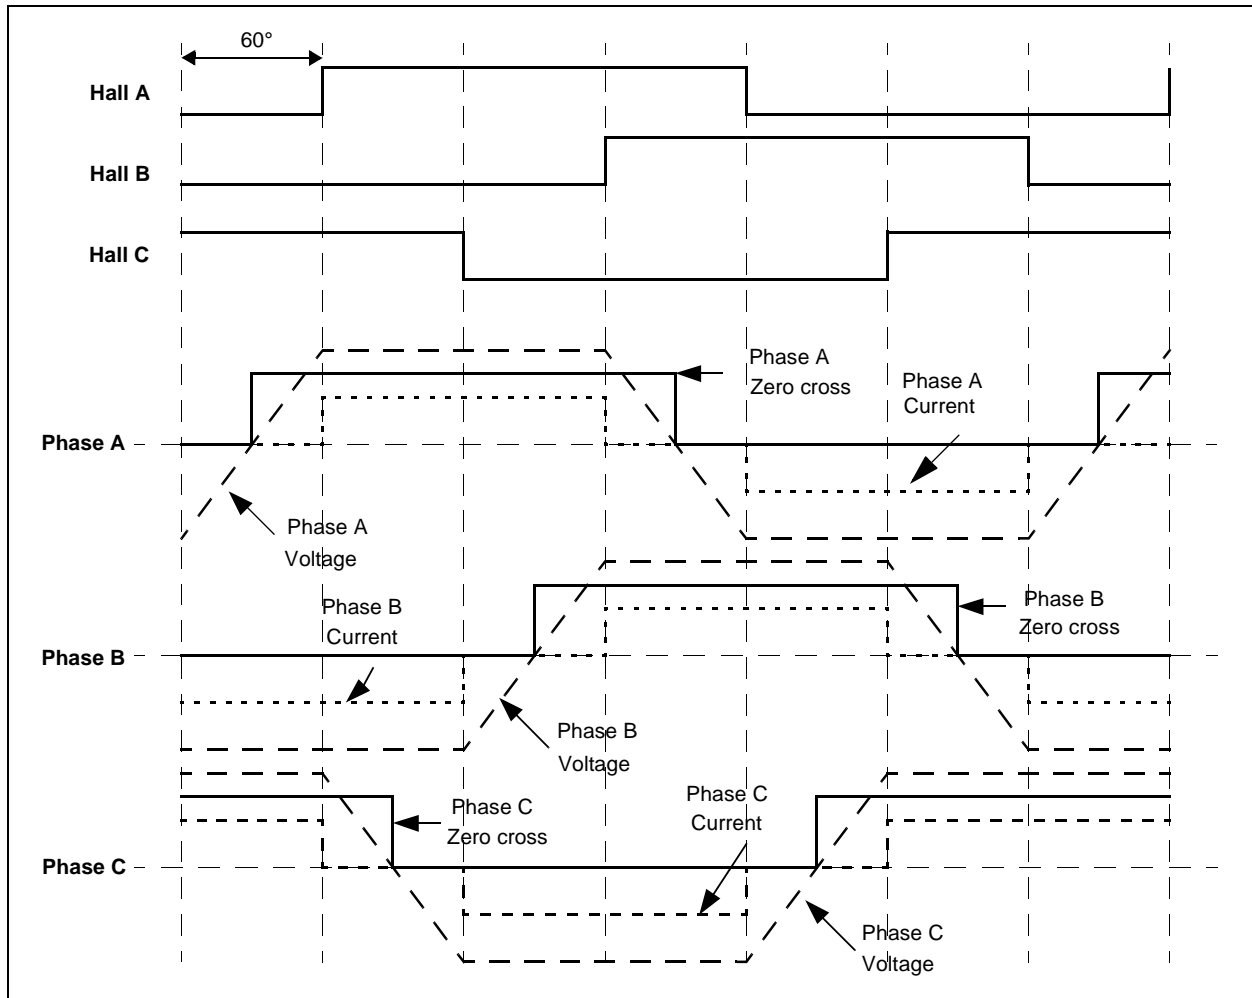 60°
Hall A
Hall B
Hall C
Phase A
Zero cross
Phase A
Current
Phase A
Phase A
Voltage
Phase B
Current
Phase B
Zero cross
Phase B
Phase B
Voltage
Phase C
Zero cross
Phase C
Current
Phase C
Phase C
Voltage